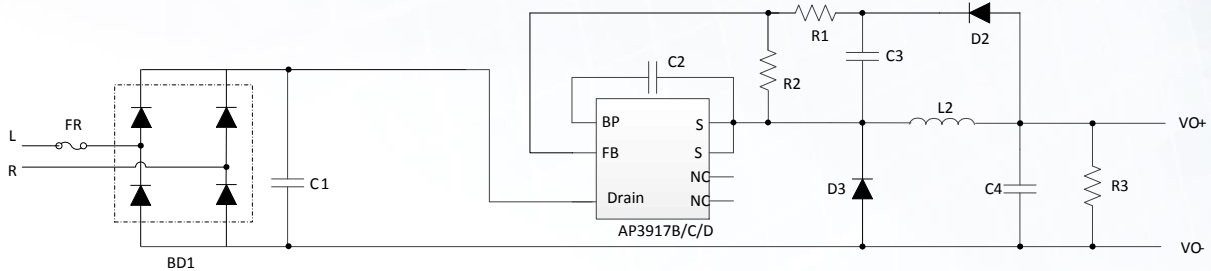 R1
D2
C3
C2
R2
L2
BP
S
VO+
FR
L
FB
S
R
C1
NC
D3
C4
R3
Drain
NC
AP3917B/C/D
VO-
BD1